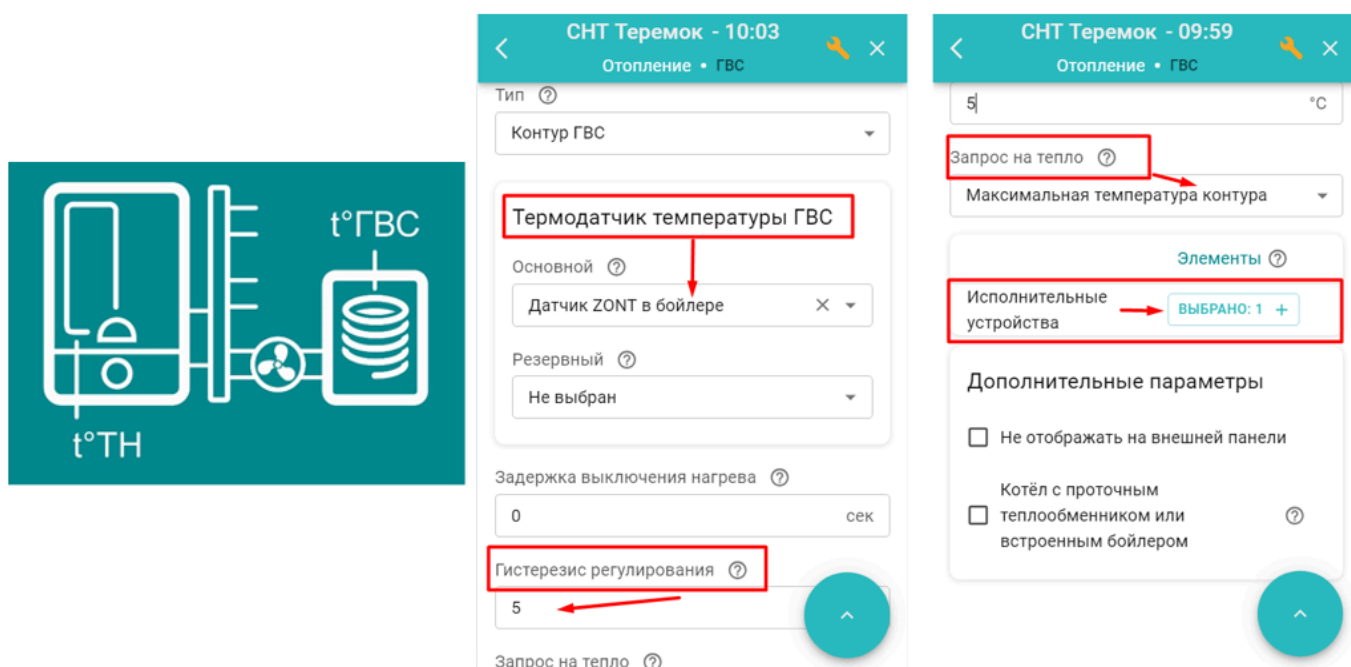 t°ГВС
t°ТН
СНТ Теремок - 10:03
Отопление • ГВС
Тип
Контур ГВС
Термодатчик температуры ГВС
Основной
Датчик ZONT в бойлере
Резервный
Не выбран
Задержка выключения нагрева
0 сек
Гистерезис регулирования
5
Запрос на тепло
СНТ Теремок - 09:59
Отопление • ГВС
5 °C
Запрос на тепло
Максимальная температура контура
Элементы
Исполнительные
устройства
ВЫБРАНО: 1 +
Дополнительные параметры
Не отображать на внешней панели
Котёл с проточным
теплообменником или
встроенным бойлером